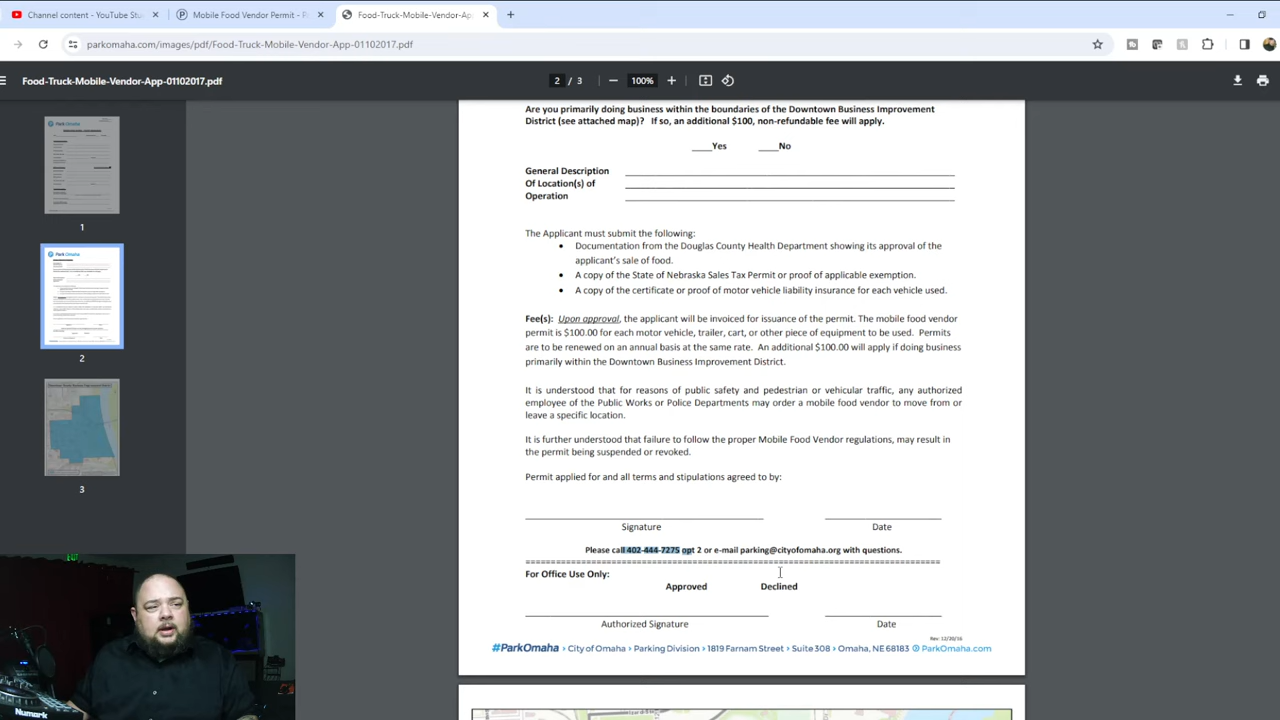 Channel content - YouTube Stu
Mobile Food Vendor Permit - P
Food-Truck-Mobile-Vendor-Ap
parkomaha.com/images/pdf/Food-Truck-Mobile-Vendor-App-01102017.pdf
Food-Truck-Mobile-Vendor-App-01102017.pdf
2 / 3
100%
1
2
3
Are you primarily doing business within the boundaries of the Downtown Business Improvement
District (see attached map)? If so, an additional $100, non-refundable fee will apply.
____Yes ____No
General Description
Of Location(s) of
Operation
The Applicant must submit the following:
• Documentation from the Douglas County Health Department showing its approval of the
applicant's sale of food.
• A copy of the State of Nebraska Sales Tax Permit or proof of applicable exemption.
• A copy of the certificate or proof of motor vehicle liability insurance for each vehicle used.
Fee(s): Upon approval, the applicant will be invoiced for issuance of the permit. The mobile food vendor
permit is $100.00 for each motor vehicle, trailer, cart, or other piece of equipment to be used. Permits
are to be renewed on an annual basis at the same rate. An additional $100.00 will apply if doing business
primarily within the Downtown Business Improvement District.
It is understood that for reasons of public safety and pedestrian or vehicular traffic, any authorized
employee of the Public Works or Police Departments may order a mobile food vendor to move from or
leave a specific location.
It is further understood that failure to follow the proper Mobile Food Vendor regulations, may result in
the permit being suspended or revoked.
Permit applied for and all terms and stipulations agreed to by:
Signature Date
Please call 402-444-7275 opt 2 or e-mail parking@cityofomaha.org with questions.
For Office Use Only:
Approved Declined
Authorized Signature Date
Rev: 12/20/16
#ParkOmaha > City of Omaha > Parking Division > 1819 Farnam Street > Suite 308 > Omaha, NE 68183 ParkOmaha.com
Numark